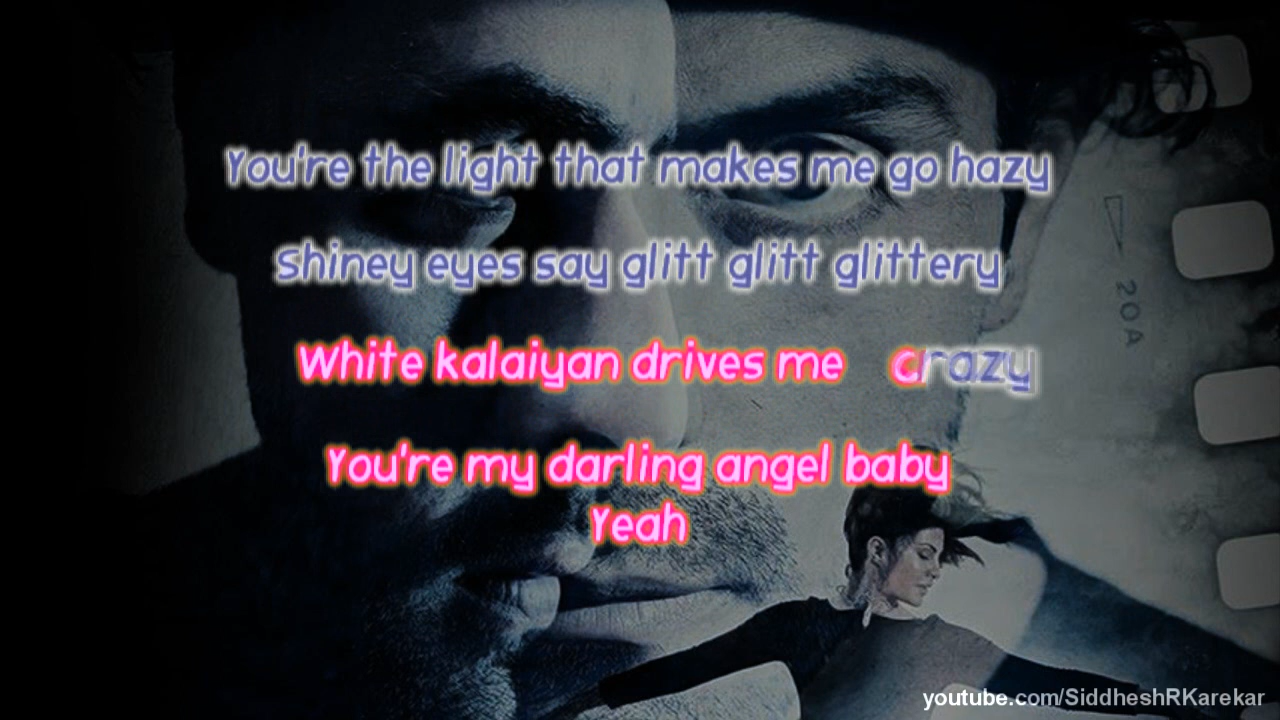 You're the light that makes me go hazy
Shiney eyes say glitt glitt glittery
White kalaiyan drives me crazy
You're my darling angel baby
Yeah
20A
youtube.com/SiddheshRKarekar